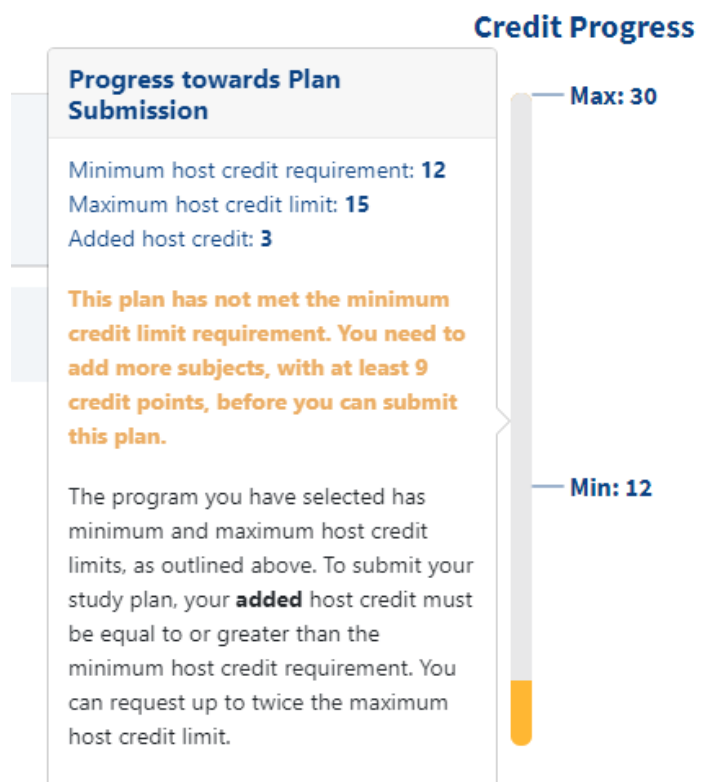 Credit Progress
Progress towards Plan
Submission
Max: 30
Minimum host credit requirement: 12
Maximum host credit limit: 15
Added host credit: 3
This plan has not met the minimum
credit limit requirement. You need to
add more subjects, with at least 9
credit points, before you can submit
this plan.
Min: 12
The program you have selected has
minimum and maximum host credit
limits, as outlined above. To submit your
study plan, your added host credit must
be equal to or greater than the
minimum host credit requirement. You
can request up to twice the maximum
host credit limit.